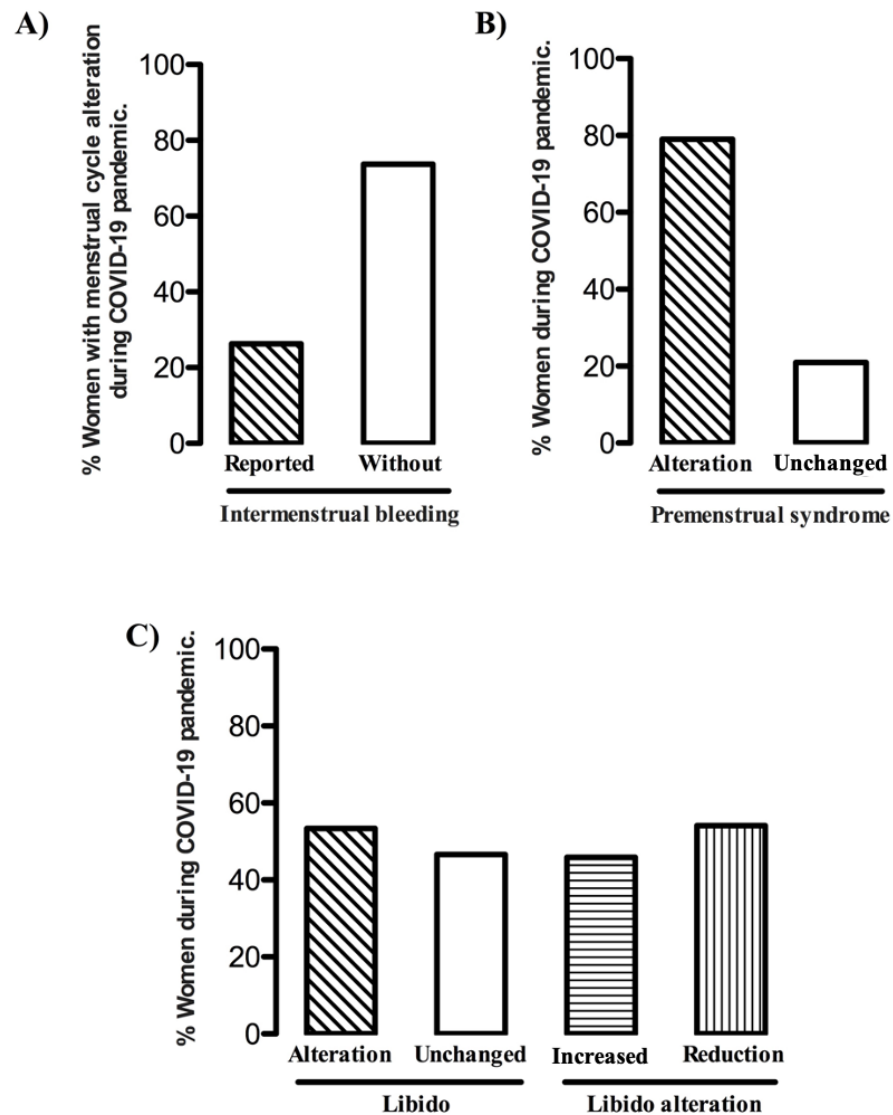 A)
% Women with menstrual cycle alteration
during COVID-19 pandemic.
100
80
60
40
20
0
Reported Without
Intermenstrual bleeding
B)
% Women during COVID-19 pandemic.
100
80
60
40
20
0
Alteration Unchanged
Premenstrual syndrome
C)
% Women during COVID-19 pandemic.
100
80
60
40
20
0
Alteration Unchanged Increased Reduction
Libido Libido alteration